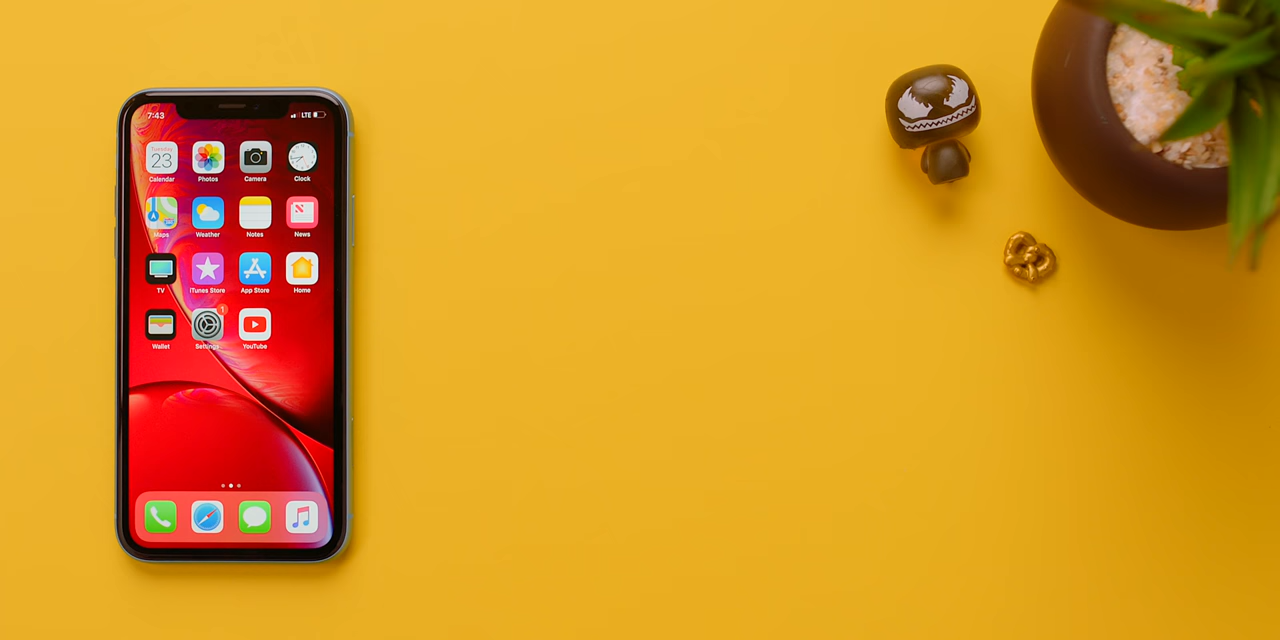 7:43 LTE
Tuesday
23
Calendar Photos Camera Clock
Maps Weather Notes News
TV iTunes Store App Store Home
1
Wallet Settings YouTube